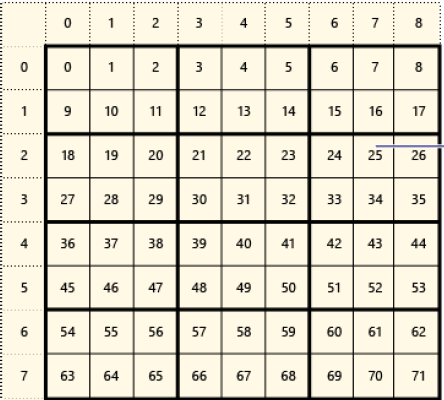 0 1 2 3 4 5 6 7 8
0 0 1 2 3 4 5 6 7 8
1 9 10 11 12 13 14 15 16 17
2 18 19 20 21 22 23 24 25 26
3 27 28 29 30 31 32 33 34 35
4 36 37 38 39 40 41 42 43 44
5 45 46 47 48 49 50 51 52 53
6 54 55 56 57 58 59 60 61 62
7 63 64 65 66 67 68 69 70 71